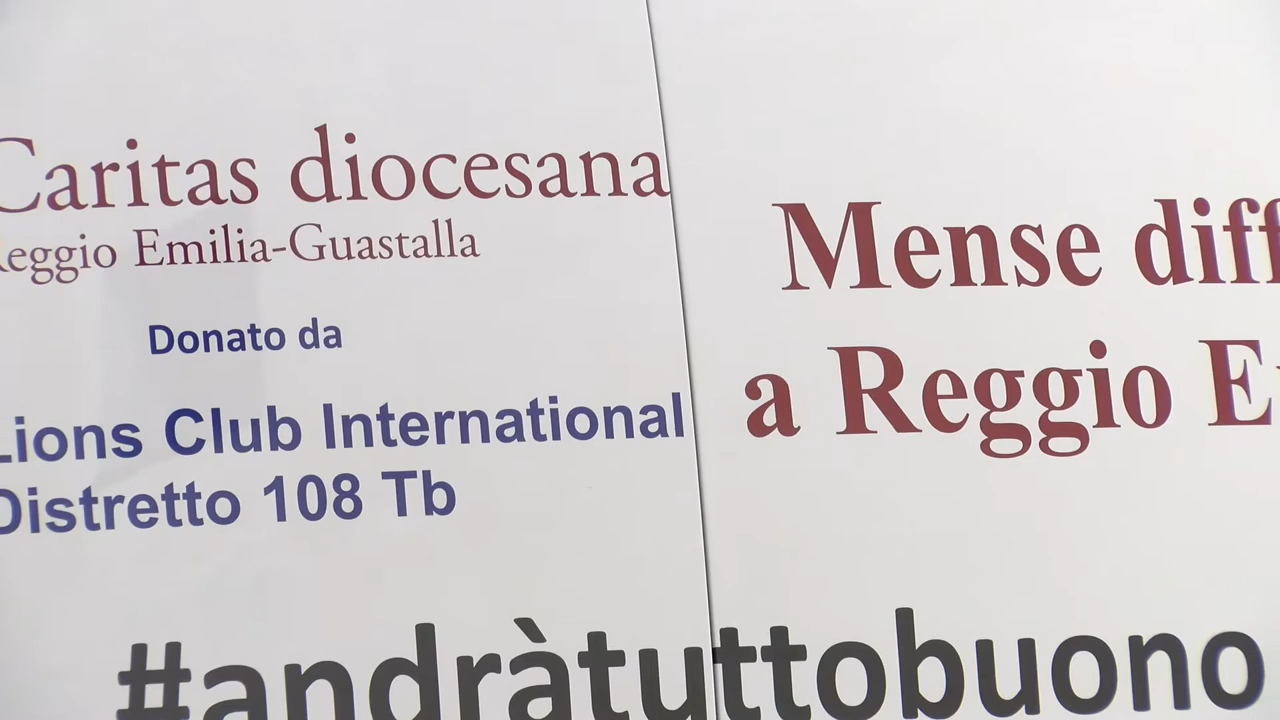 Caritas diocesana
Reggio Emilia-Guastalla
Donato da
Lions Club International
Distretto 108 Tb
Mense diff
a Reggio E
#andràtuttobuono